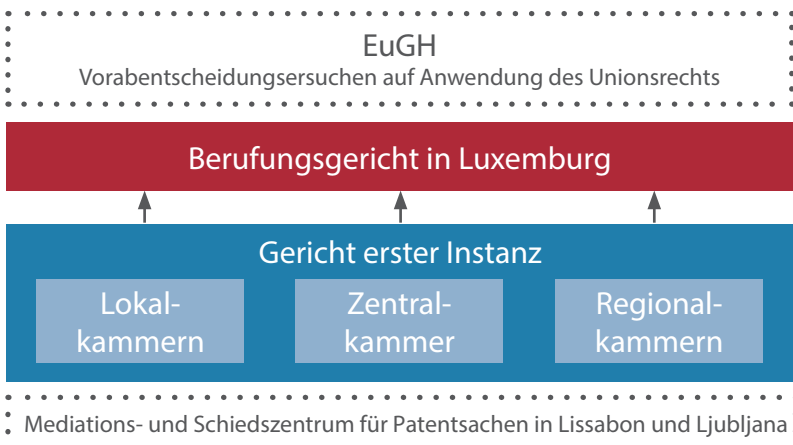 EuGH
Vorabentscheidungsersuchen auf Anwendung des Unionsrechts
Berufungsgericht in Luxemburg
Gericht erster Instanz
Lokal-
kammern
Zentral-
kammer
Regional-
kammern
Mediations- und Schiedszentrum für Patentsachen in Lissabon und Ljubljana